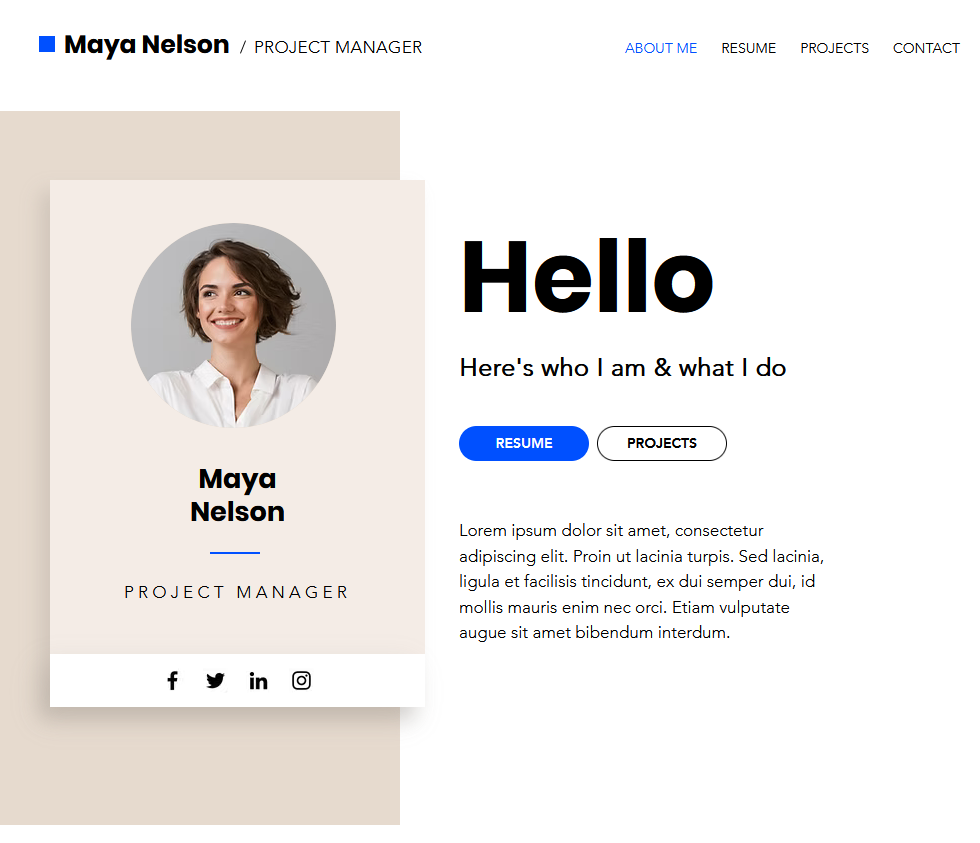 Maya Nelson / PROJECT MANAGER
ABOUT ME RESUME PROJECTS CONTACT
Maya
Nelson
PROJECT MANAGER
Hello
Here's who I am & what I do
RESUME PROJECTS
Lorem ipsum dolor sit amet, consectetur
adipiscing elit. Proin ut lacinia turpis. Sed lacinia,
ligula et facilisis tincidunt, ex dui semper dui, id
mollis mauris enim nec orci. Etiam vulputate
augue sit amet bibendum interdum.